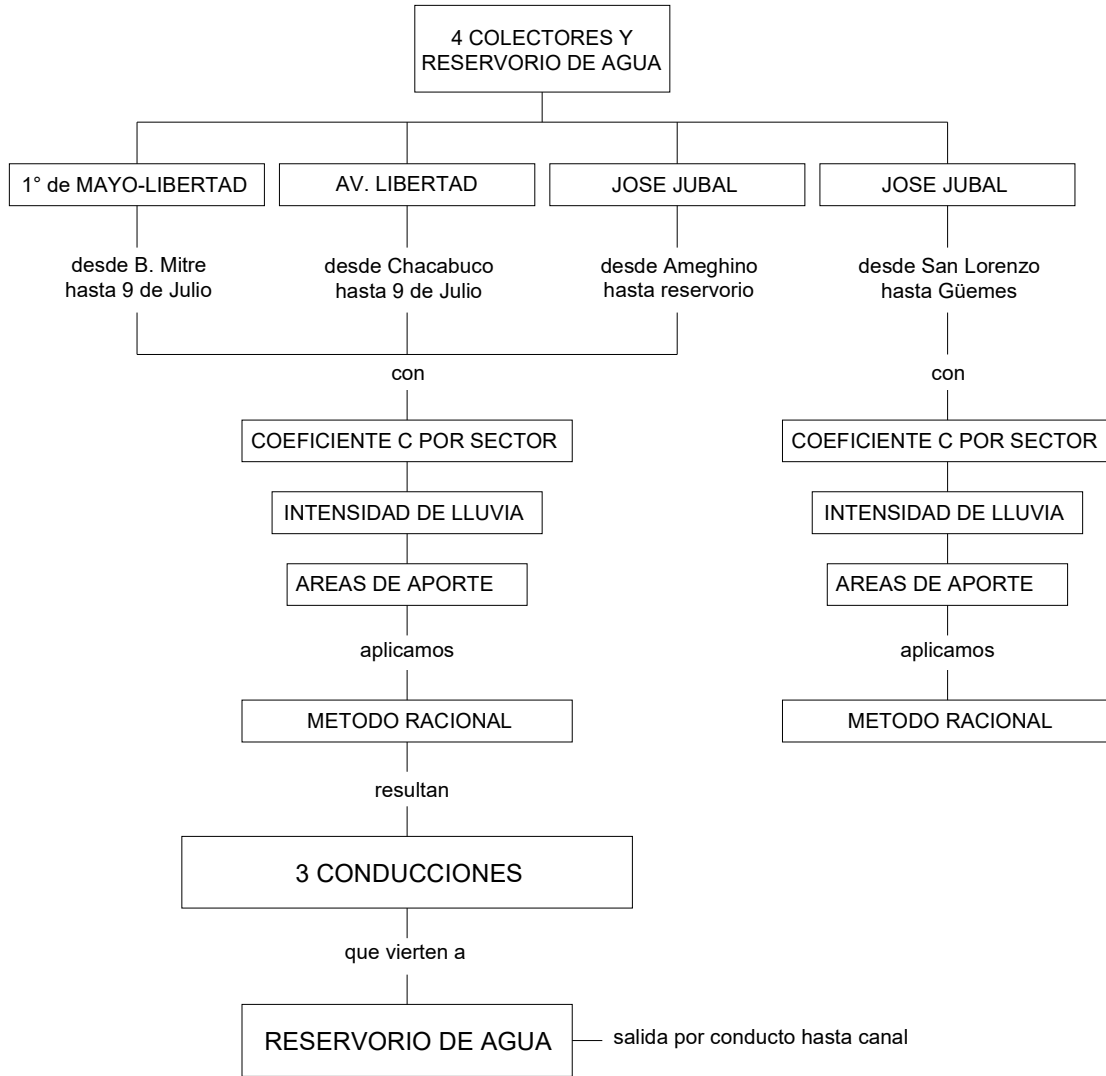 4 COLECTORES Y
RESERVORIO DE AGUA
1° de MAYO-LIBERTAD
AV. LIBERTAD
JOSE JUBAL
JOSE JUBAL
desde B. Mitre
hasta 9 de Julio
desde Chacabuco
hasta 9 de Julio
desde Ameghino
hasta reservorio
desde San Lorenzo
hasta Güemes
con
con
COEFICIENTE C POR SECTOR
COEFICIENTE C POR SECTOR
INTENSIDAD DE LLUVIA
INTENSIDAD DE LLUVIA
AREAS DE APORTE
AREAS DE APORTE
aplicamos
aplicamos
METODO RACIONAL
METODO RACIONAL
resultan
3 CONDUCCIONES
que vierten a
RESERVORIO DE AGUA
salida por conducto hasta canal